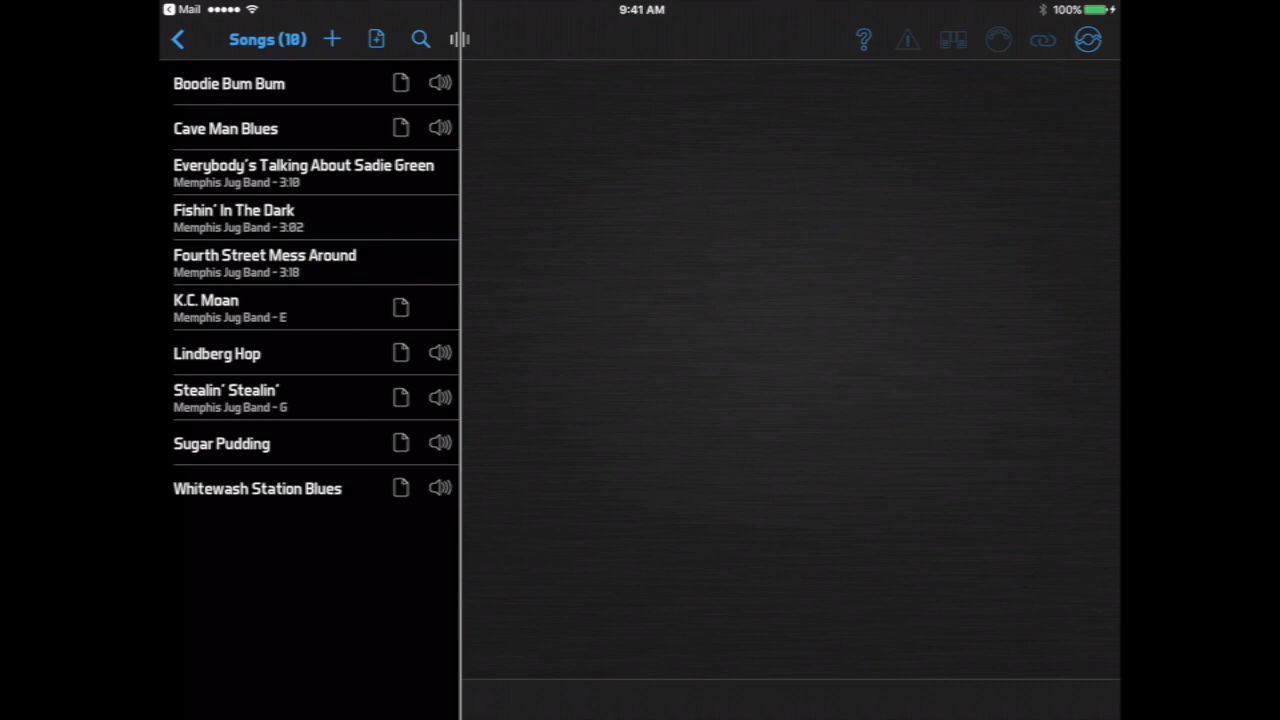 Mail
9:41 AM
100%
Songs (10)
Boodie Bum Bum
Cave Man Blues
Everybody's Talking About Sadie Green
Memphis Jug Band - 3:10
Fishin' In The Dark
Memphis Jug Band - 3:02
Fourth Street Mess Around
Memphis Jug Band - 3:18
K.C. Moan
Memphis Jug Band - E
Lindberg Hop
Stealin' Stealin'
Memphis Jug Band - G
Sugar Pudding
Whitewash Station Blues